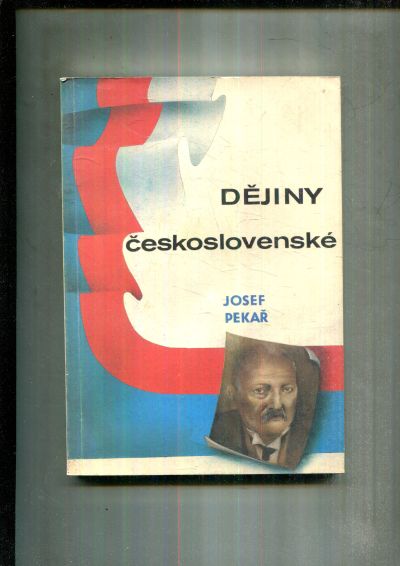 DĚJINY
československé
JOSEF
PEKAŘ